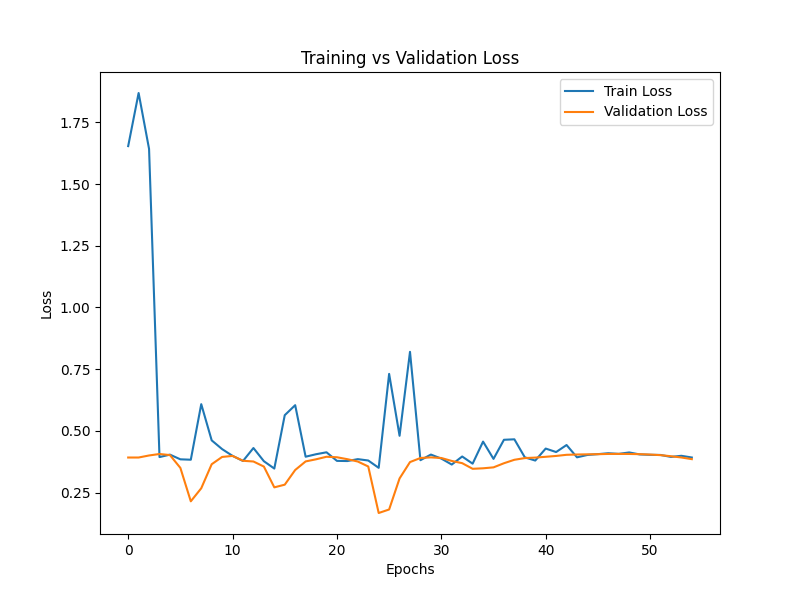 Training vs Validation Loss
Train Loss
Validation Loss
1.75
1.50
1.25
1.00
0.75
0.50
0.25
Loss
0 10 20 30 40 50
Epochs